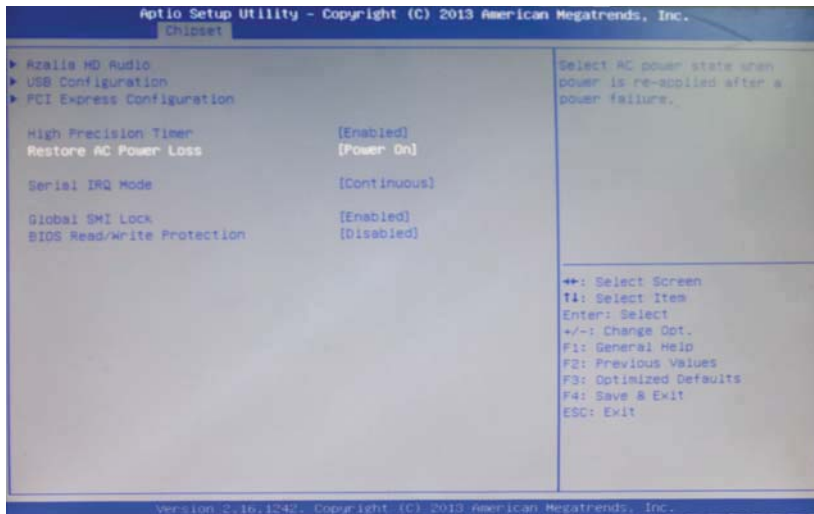 Aptio Setup Utility - Copyright (C) 2013 American Megatrends, Inc.
Chipset
Azalia HD Audio
USB Configuration
PCI Express Configuration
High Precision Timer [Enabled]
Restore AC Power Loss [Power On]
Serial IRQ Mode [Continuous]
Global SMI Lock [Enabled]
BIOS Read/Write Protection [Disabled]
Select AC power state when
power is re-applied after a
power failure.
→←: Select Screen
↑↓: Select Item
Enter: Select
+/-: Change Opt.
F1: General Help
F2: Previous Values
F3: Optimized Defaults
F4: Save & Exit
ESC: Exit
Version 2.16.1242. Copyright (C) 2013 American Megatrends, Inc.